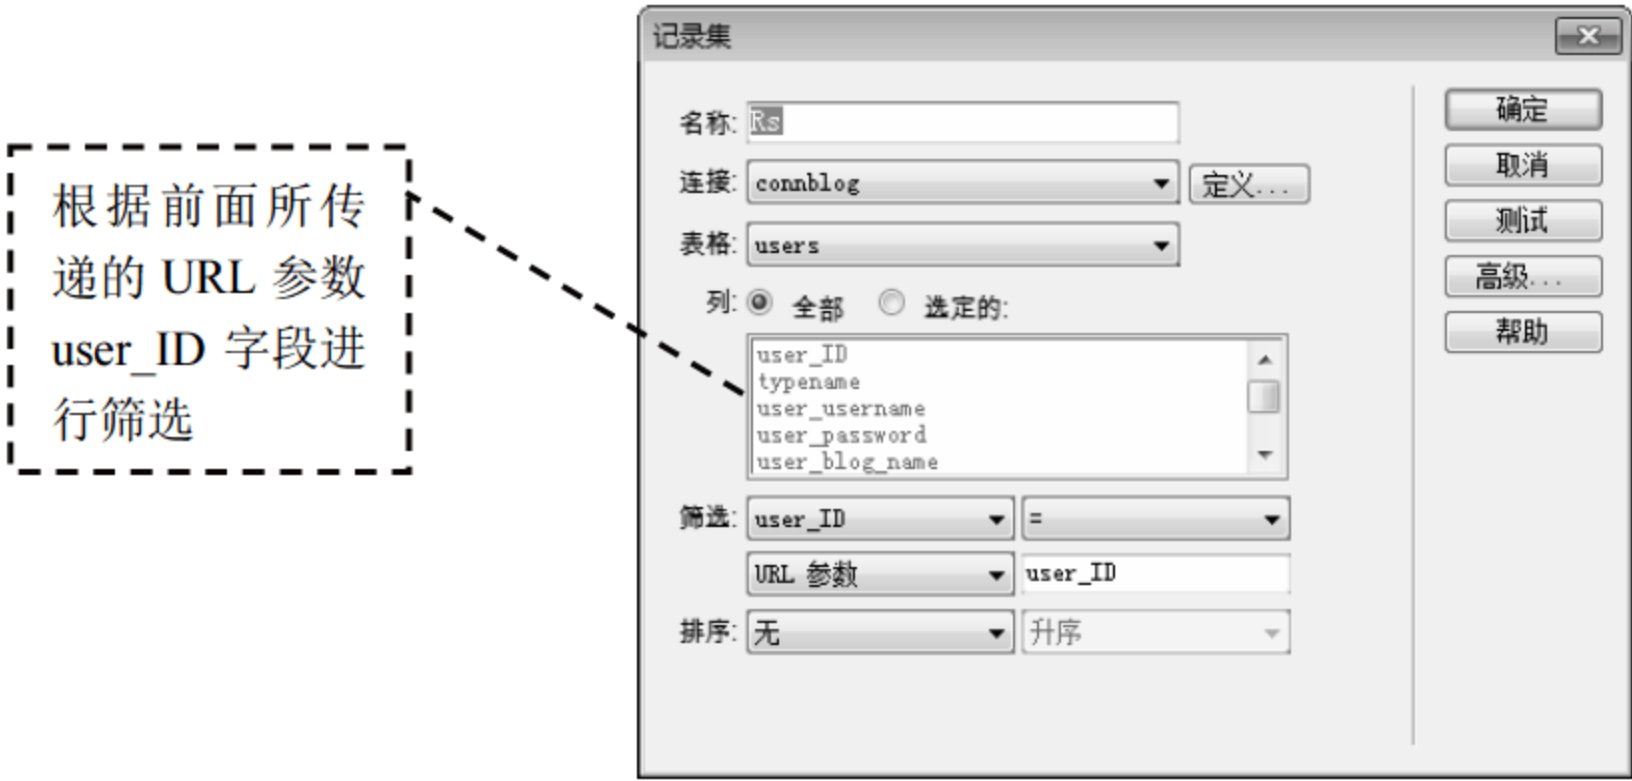 根据前面所传
递的 URL 参数
user_ID 字段进
行筛选
记录集
名称: Rs
连接: connblog 定义...
表格: users
列: 全部 选定的:
user_ID
typename
user_username
user_password
user_blog_name
筛选: user_ID =
URL 参数 user_ID
排序: 无 升序
确定
取消
测试
高级...
帮助